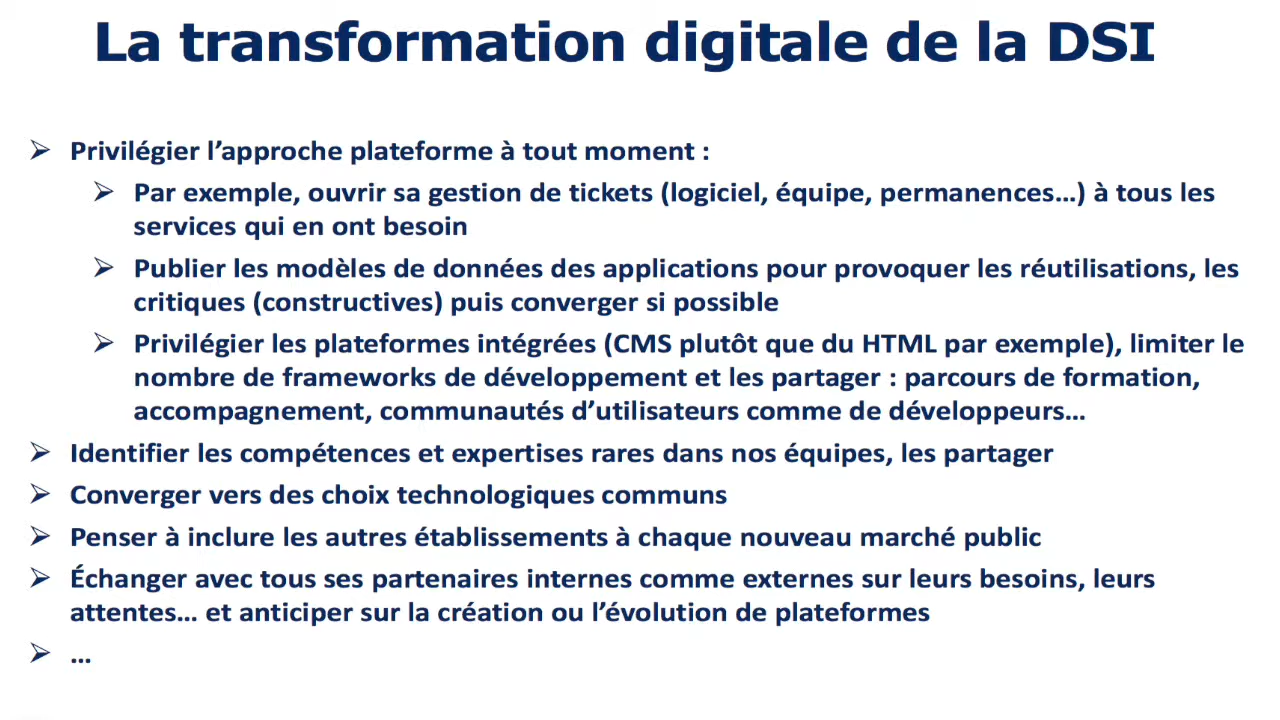 La transformation digitale de la DSI
➢ Privilégier l’approche plateforme à tout moment :
➢ Par exemple, ouvrir sa gestion de tickets (logiciel, équipe, permanences…) à tous les
services qui en ont besoin
➢ Publier les modèles de données des applications pour provoquer les réutilisations, les
critiques (constructives) puis converger si possible
➢ Privilégier les plateformes intégrées (CMS plutôt que du HTML par exemple), limiter le
nombre de frameworks de développement et les partager : parcours de formation,
accompagnement, communautés d’utilisateurs comme de développeurs…
➢ Identifier les compétences et expertises rares dans nos équipes, les partager
➢ Converger vers des choix technologiques communs
➢ Penser à inclure les autres établissements à chaque nouveau marché public
➢ Échanger avec tous ses partenaires internes comme externes sur leurs besoins, leurs
attentes… et anticiper sur la création ou l’évolution de plateformes
➢ …